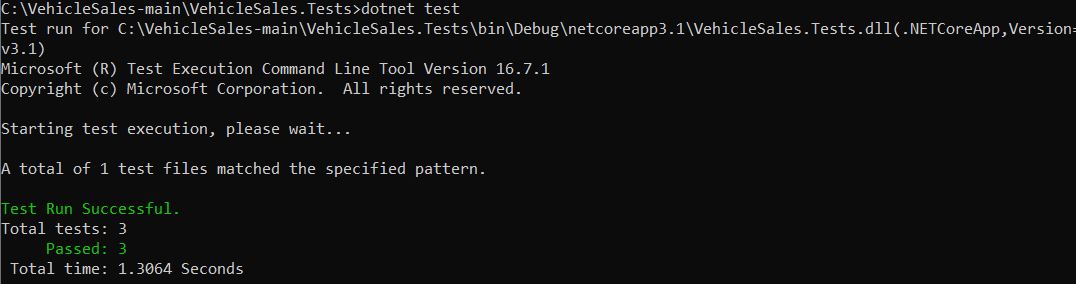 C:\VehicleSales-main\VehicleSales.Tests>dotnet test
Test run for C:\VehicleSales-main\VehicleSales.Tests\bin\Debug\netcoreapp3.1\VehicleSales.Tests.dll(.NETCoreApp,Version=
v3.1)
Microsoft (R) Test Execution Command Line Tool Version 16.7.1
Copyright (c) Microsoft Corporation.  All rights reserved.
Starting test execution, please wait...
A total of 1 test files matched the specified pattern.
Test Run Successful.
Total tests: 3
     Passed: 3
 Total time: 1.3064 Seconds